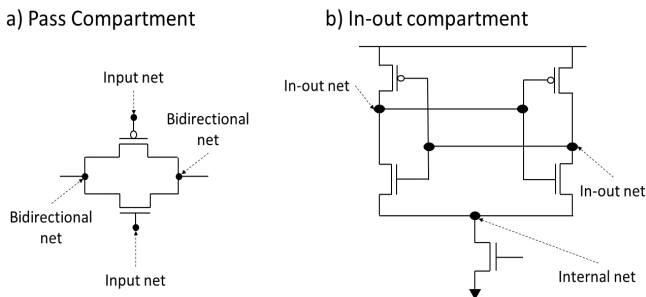 a) Pass Compartment
Input net
Bidirectional
net
Bidirectional
net
Input net
b) In-out compartment
In-out net
In-out net
Internal net